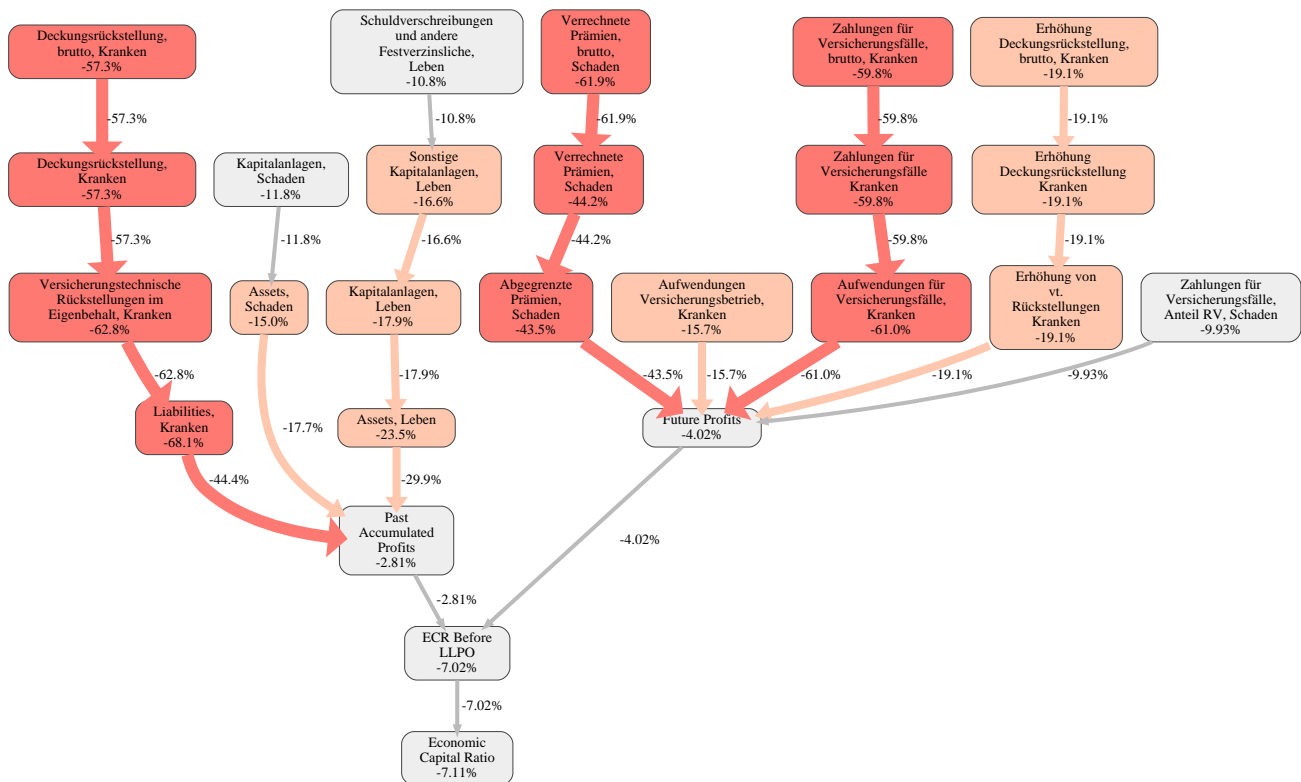 Deckungsrückstellung,
brutto, Kranken
-57.3%
Schuldverschreibungen
und andere
Festverzinsliche,
Leben
-10.8%
Verrechnete
Prämien,
brutto,
Schaden
-61.9%
Zahlungen für
Versicherungsfälle,
brutto, Kranken
-59.8%
Erhöhung
Deckungsrückstellung,
brutto, Kranken
-19.1%
-57.3%
-10.8%
-61.9%
-59.8%
-19.1%
Deckungsrückstellung,
Kranken
-57.3%
Kapitalanlagen,
Schaden
-11.8%
Sonstige
Kapitalanlagen,
Leben
-16.6%
Verrechnete
Prämien,
Schaden
-44.2%
Zahlungen für
Versicherungsfälle
Kranken
-59.8%
Erhöhung
Deckungsrückstellung
Kranken
-19.1%
-57.3%
-11.8%
-16.6%
-44.2%
-59.8%
-19.1%
Versicherungstechnische
Rückstellungen im
Eigenbehalt, Kranken
-62.8%
Assets,
Schaden
-15.0%
Kapitalanlagen,
Leben
-17.9%
Abgegrenzte
Prämien,
Schaden
-43.5%
Aufwendungen
Versicherungsbetrieb,
Kranken
-15.7%
Aufwendungen für
Versicherungsfälle,
Kranken
-61.0%
Erhöhung von
vt.
Rückstellungen
Kranken
-19.1%
Zahlungen für
Versicherungsfälle,
Anteil RV, Schaden
-9.93%
-62.8%
-17.9%
-43.5%
-15.7%
-61.0%
-19.1%
-9.93%
Liabilities,
Kranken
-68.1%
-17.7%
Assets, Leben
-23.5%
Future Profits
-4.02%
-44.4%
-29.9%
Past
Accumulated
Profits
-2.81%
-4.02%
-2.81%
ECR Before
LLPO
-7.02%
-7.02%
Economic
Capital Ratio
-7.11%